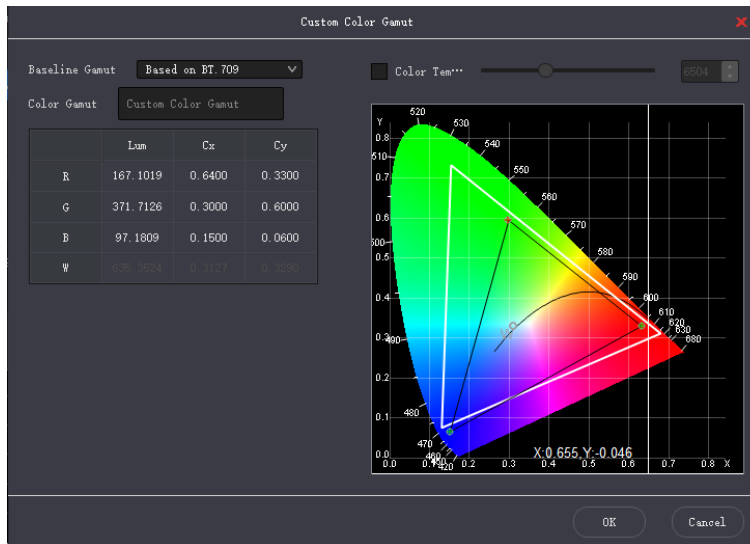 Custom Color Gamut
Baseline Gamut Based on BT.709
Color Tem··· 6504
Color Gamut Custom Color Gamut
Lum Cx Cy
R 167.1019 0.6400 0.3300
G 371.7126 0.3000 0.6000
B 97.1809 0.1500 0.0600
W 635.3524 0.3127 0.3290
Y
0.8
0.7
0.6
0.5
0.4
0.2
0.1
0.0
520
530
540
510
550
560
570
500
580
590
600
610
620
630
680
490
480
470
460
420
X:0.655,Y:-0.046
0.0 0.2 0.3 0.4 0.5 0.6 0.7 0.8 X
OK Cancel